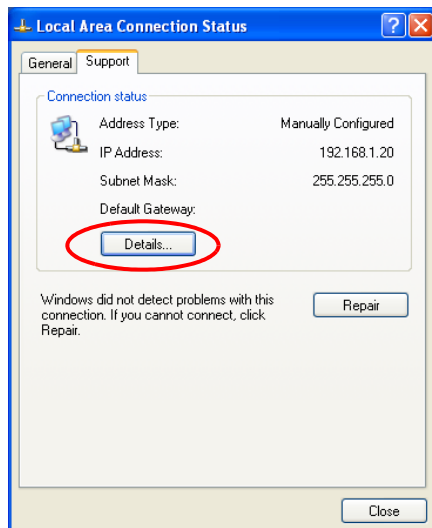 Local Area Connection Status
General Support
Connection status
Address Type: Manually Configured
IP Address: 192.168.1.20
Subnet Mask: 255.255.255.0
Default Gateway:
Details...
Windows did not detect problems with this
connection. If you cannot connect, click
Repair.
Repair
Close